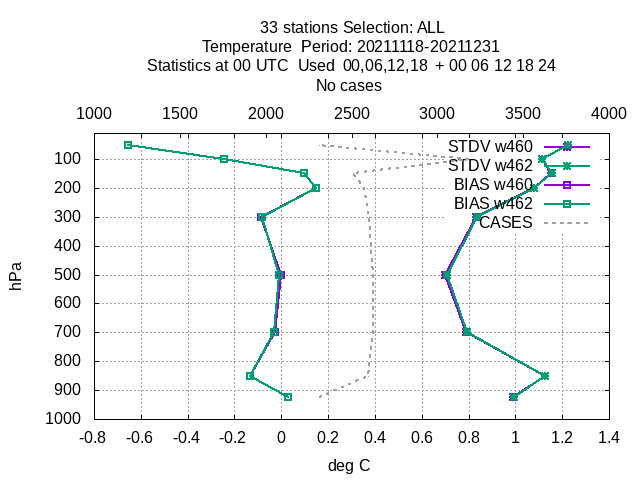 33 stations Selection: ALL
Temperature  Period: 20211118-20211231
Statistics at 00 UTC  Used  00,06,12,18  + 00 06 12 18 24
No cases
1000 1500 2000 2500 3000 3500 4000
STDV w460
STDV w462
BIAS w460
BIAS w462
CASES
100
200
300
400
500
600
700
800
900
1000
hPa
-0.8 -0.6 -0.4 -0.2 0 0.2 0.4 0.6 0.8 1 1.2 1.4
deg C